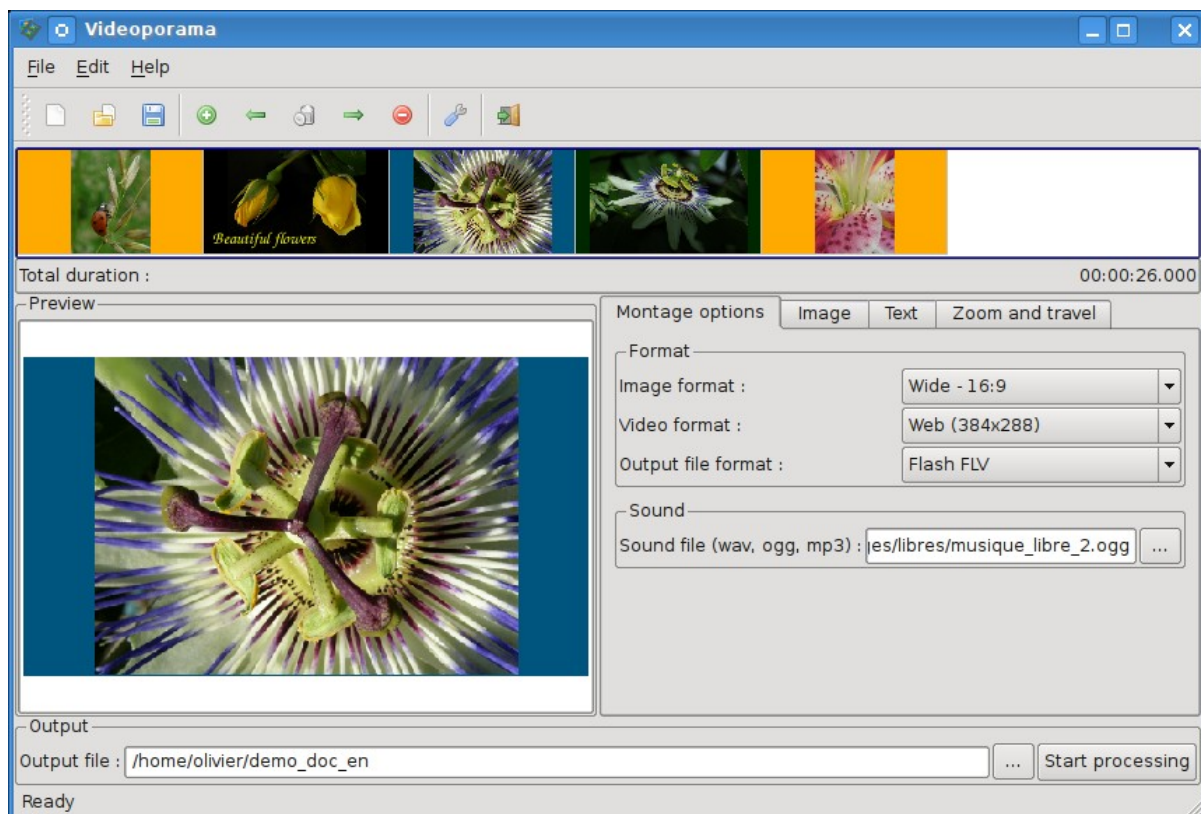 Videoporama
File Edit Help
Beautiful flowers
Total duration : 00:00:26.000
Preview
Montage options Image Text Zoom and travel
Format
Image format : Wide - 16:9
Video format : Web (384x288)
Output file format : Flash FLV
Sound
Sound file (wav, ogg, mp3) : es/libres/musique_libre_2.ogg ...
Output
Output file : /home/olivier/demo_doc_en ... Start processing
Ready